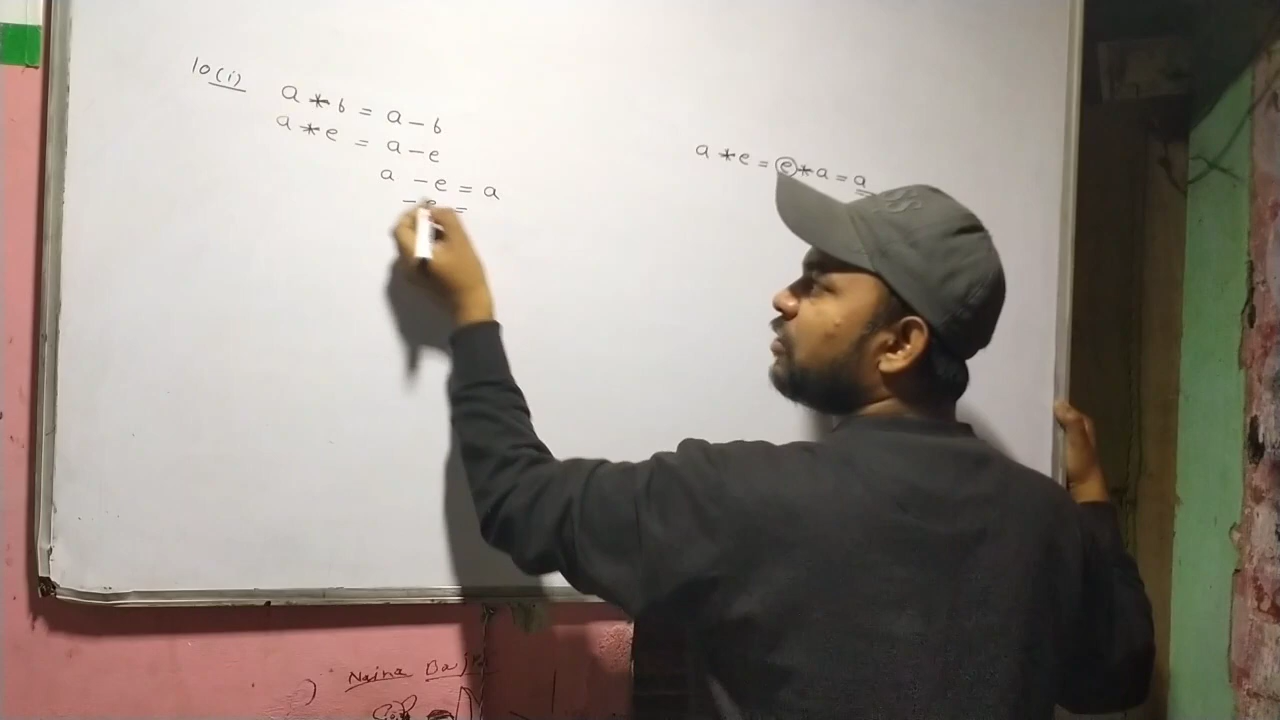 10(i)
a * b = a - b
a * e = a - e
a - e = a
- e =
a * e = e * a = a
Naina